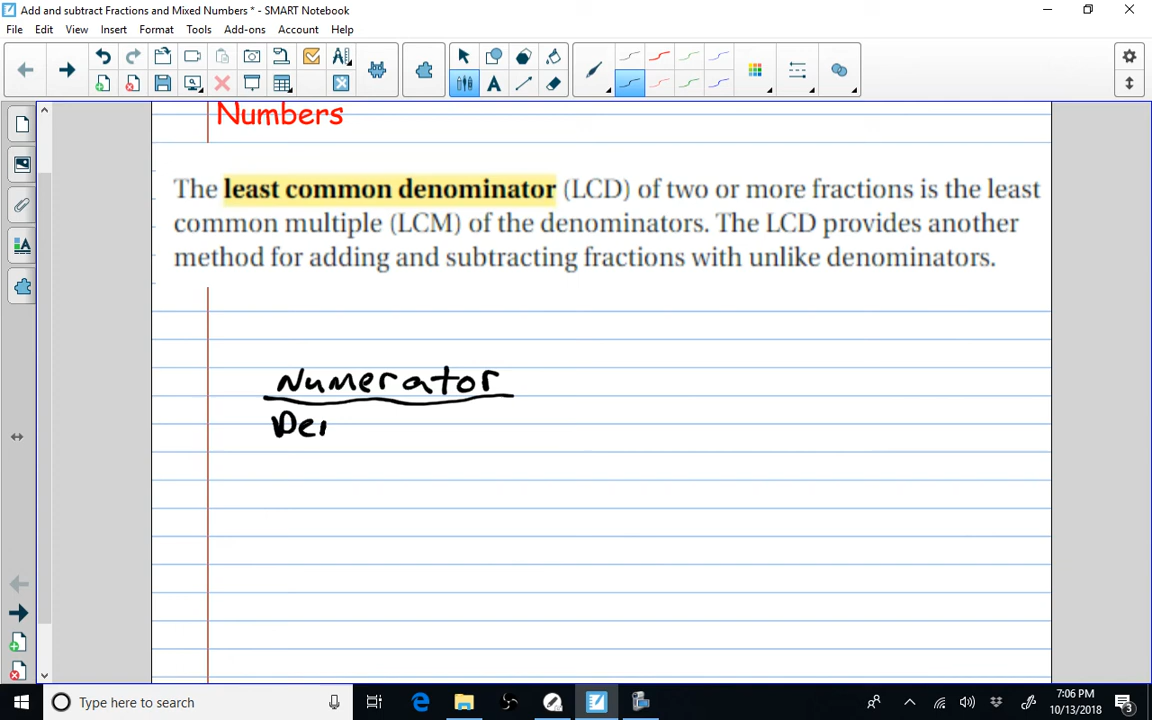 Add and subtract Fractions and Mixed Numbers * - SMART Notebook
File Edit View Insert Format Tools Add-ons Account Help
Numbers
The least common denominator (LCD) of two or more fractions is the least
common multiple (LCM) of the denominators. The LCD provides another
method for adding and subtracting fractions with unlike denominators.
Numerator
Den
Type here to search
7:06 PM
10/13/2018
3